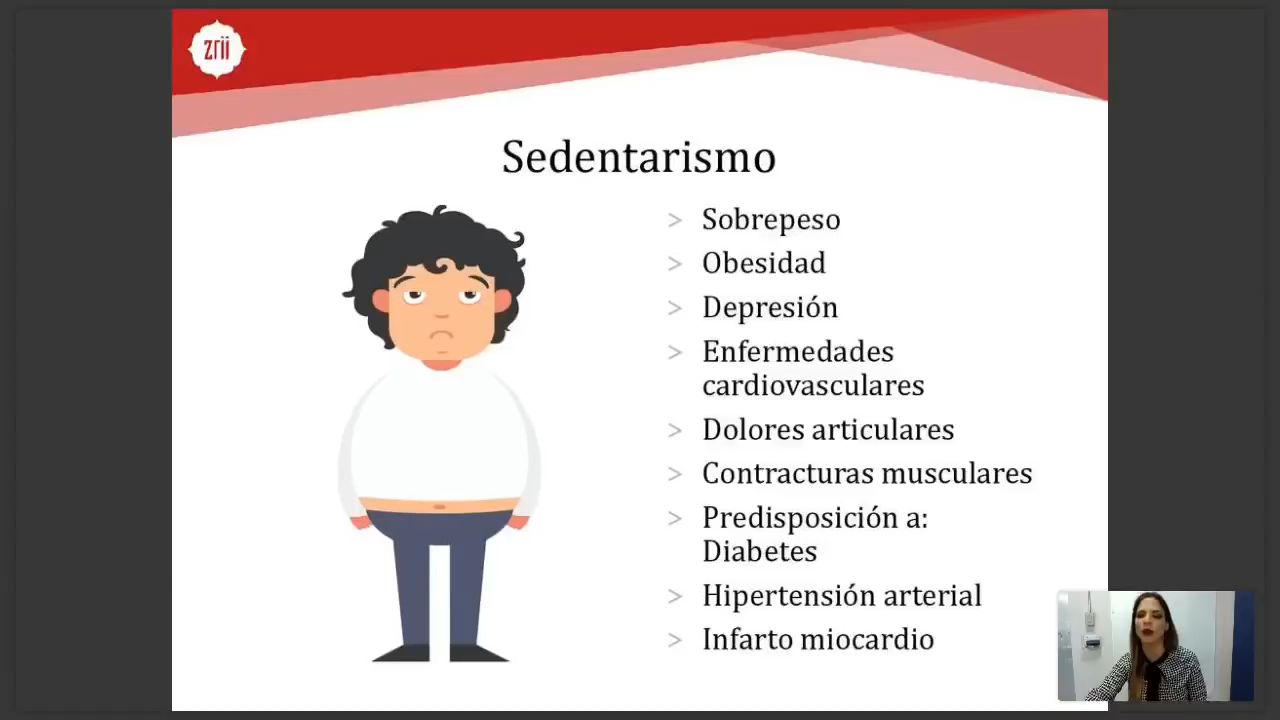 zrii
Sedentarismo
> Sobrepeso
> Obesidad
> Depresión
> Enfermedades
cardiovasculares
> Dolores articulares
> Contracturas musculares
> Predisposición a:
Diabetes
> Hipertensión arterial
> Infarto miocardio